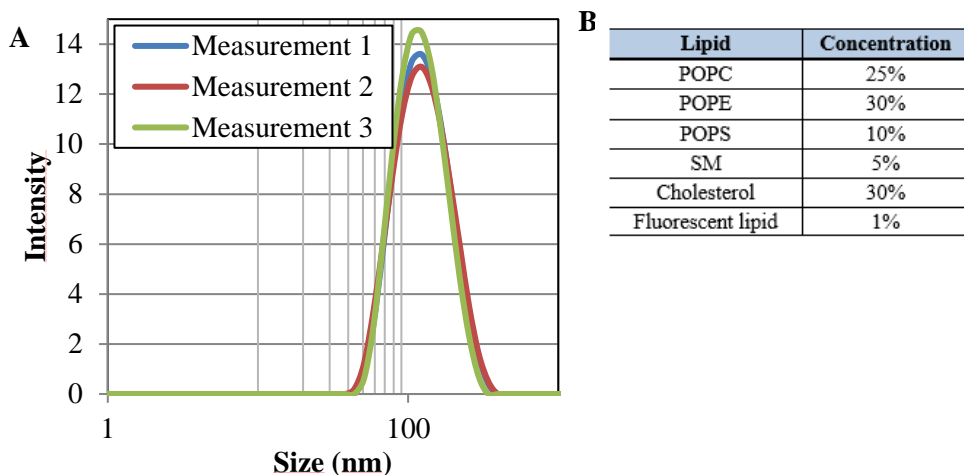 A
Intensity
14
12
10
8
6
4
2
0
Measurement 1
Measurement 2
Measurement 3
1 100
Size (nm)
B
Lipid Concentration
POPC 25%
POPE 30%
POPS 10%
SM 5%
Cholesterol 30%
Fluorescent lipid 1%